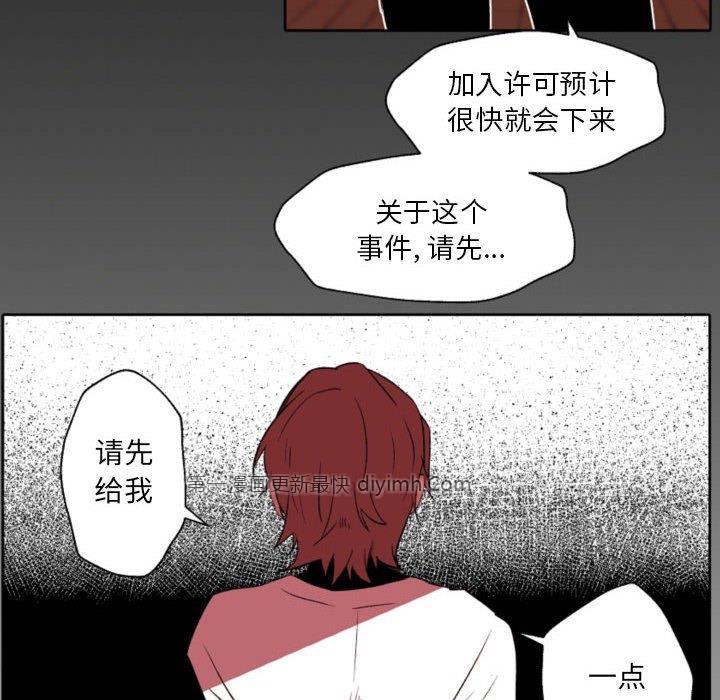 加入许可预计
很快就会下来
关于这个
事件,请先...
请先
给我
第一漫画更新最快 diyimh.com
一点